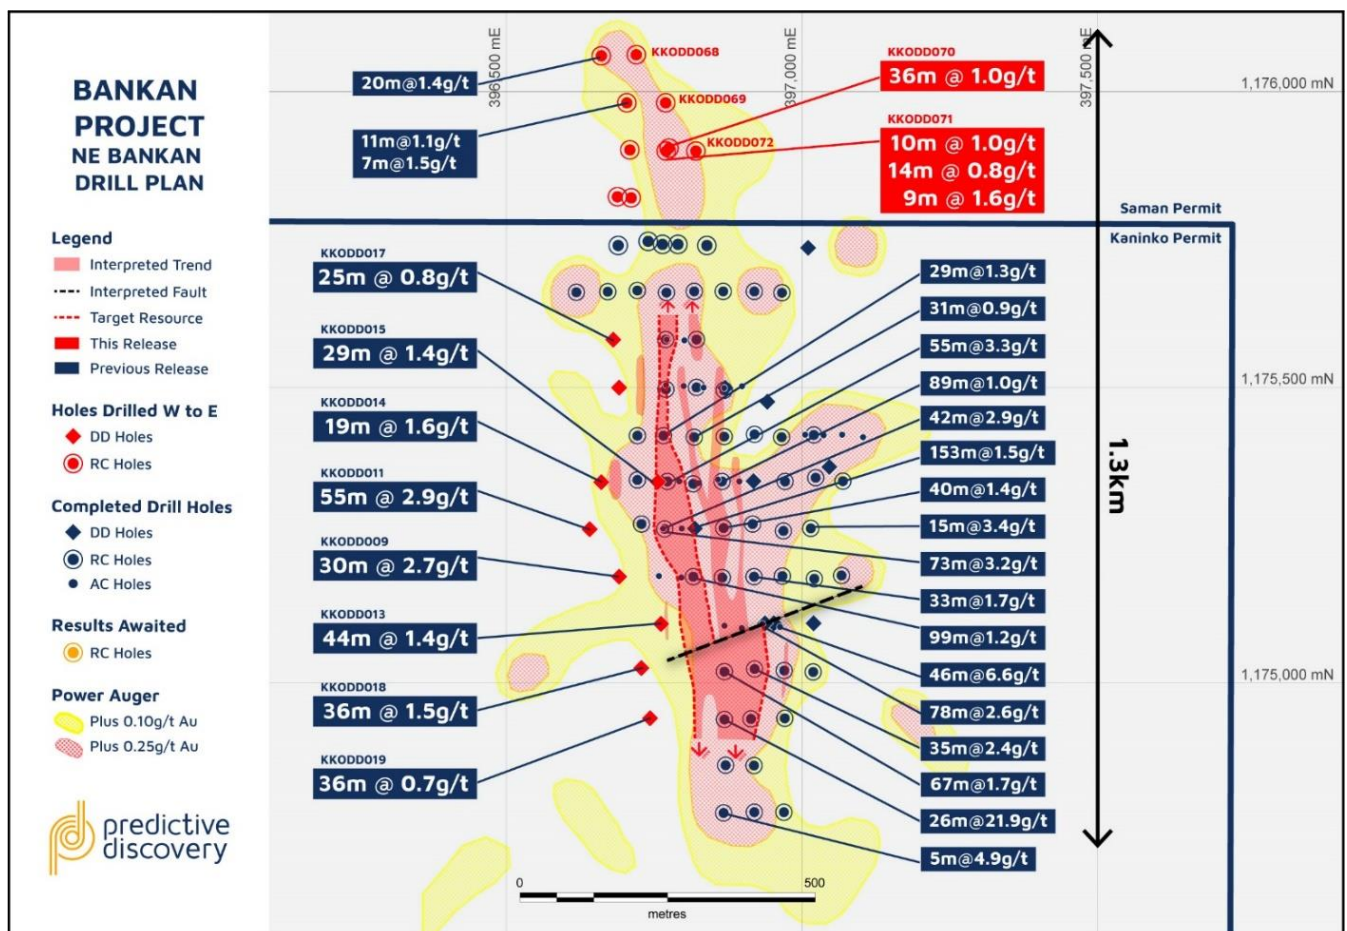 BANKAN
PROJECT
NE BANKAN
DRILL PLAN
Legend
Interpreted Trend
Interpreted Fault
Target Resource
This Release
Previous Release
Holes Drilled W to E
DD Holes
RC Holes
Completed Drill Holes
DD Holes
RC Holes
AC Holes
Results Awaited
RC Holes
Power Auger
Plus 0.10g/t Au
Plus 0.25g/t Au
predictive
discovery
396,500 mE
397,000 mE
397,500 mE
1,176,000 mN
1,175,500 mN
1,175,000 mN
20m@1.4g/t
11m@1.1g/t
7m@1.5g/t
KKODD068
KKODD069
KKODD072
KKODD070
36m @ 1.0g/t
KKODD071
10m @ 1.0g/t
14m @ 0.8g/t
9m @ 1.6g/t
Saman Permit
Kaninko Permit
KKODD017
25m @ 0.8g/t
KKODD015
29m @ 1.4g/t
KKODD014
19m @ 1.6g/t
KKODD011
55m @ 2.9g/t
KKODD009
30m @ 2.7g/t
KKODD013
44m @ 1.4g/t
KKODD018
36m @ 1.5g/t
KKODD019
36m @ 0.7g/t
29m@1.3g/t
31m@0.9g/t
55m@3.3g/t
89m@1.0g/t
42m@2.9g/t
153m@1.5g/t
40m@1.4g/t
15m@3.4g/t
73m@3.2g/t
33m@1.7g/t
99m@1.2g/t
46m@6.6g/t
78m@2.6g/t
35m@2.4g/t
67m@1.7g/t
26m@21.9g/t
5m@4.9g/t
1.3km
0 500
metres